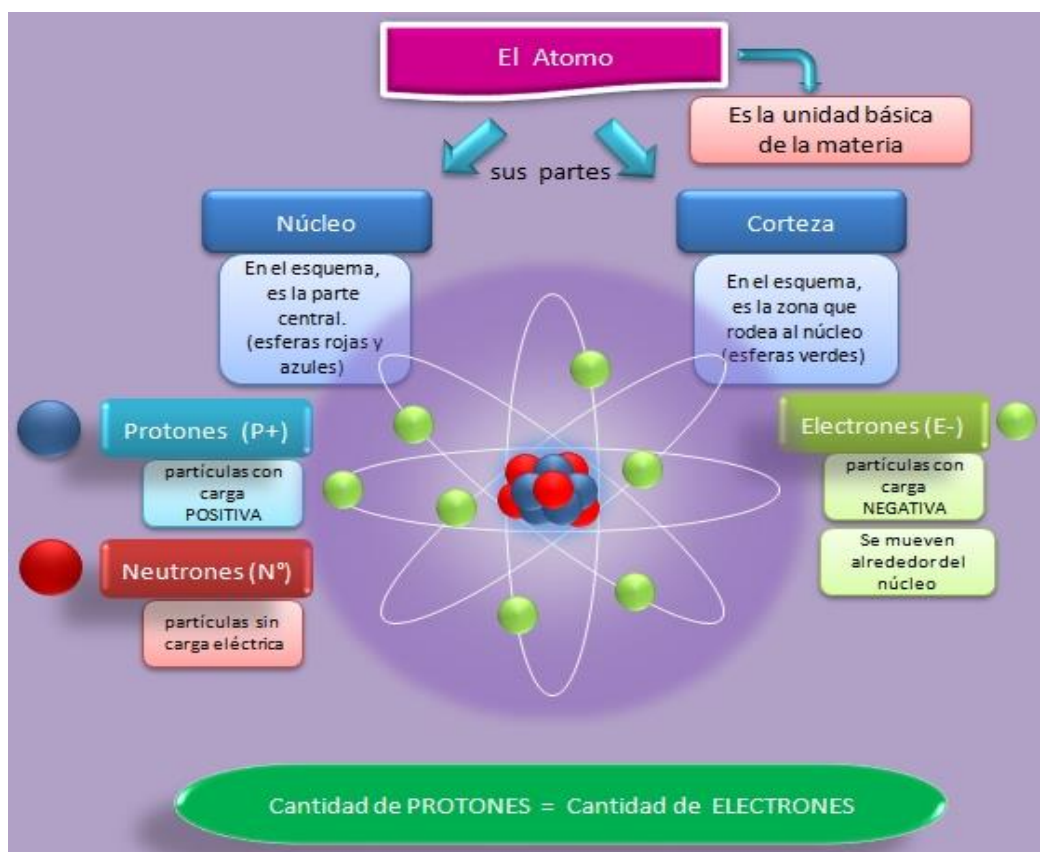 El Atomo
Es la unidad básica
de la materia
sus partes
Núcleo
En el esquema,
es la parte
central.
(esferas rojas y
azules)
Corteza
En el esquema,
es la zona que
rodea al núcleo
(esferas verdes)
Protones (P+)
partículas con
carga
POSITIVA
Neutrones (N°)
partículas sin
carga eléctrica
Electrones (E-)
partículas con
carga
NEGATIVA
Se mueven
alrededor del
núcleo
Cantidad de PROTONES = Cantidad de ELECTRONES